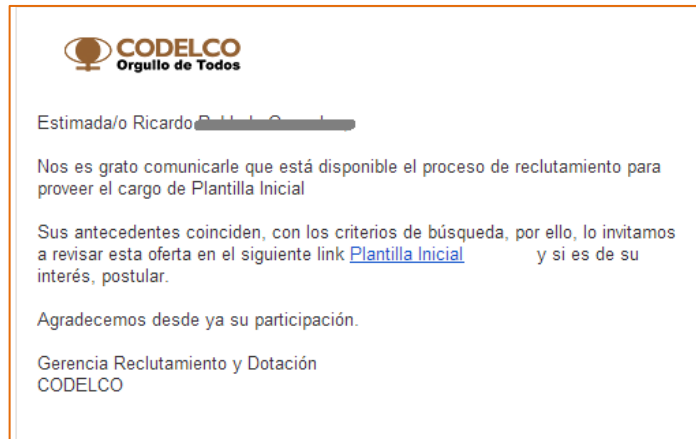 CODELCO
Orgullo de Todos
Estimada/o Ricardo
Nos es grato comunicarle que está disponible el proceso de reclutamiento para
proveer el cargo de Plantilla Inicial
Sus antecedentes coinciden, con los criterios de búsqueda, por ello, lo invitamos
a revisar esta oferta en el siguiente link Plantilla Inicial y si es de su
interés, postular.
Agradecemos desde ya su participación.
Gerencia Reclutamiento y Dotación
CODELCO